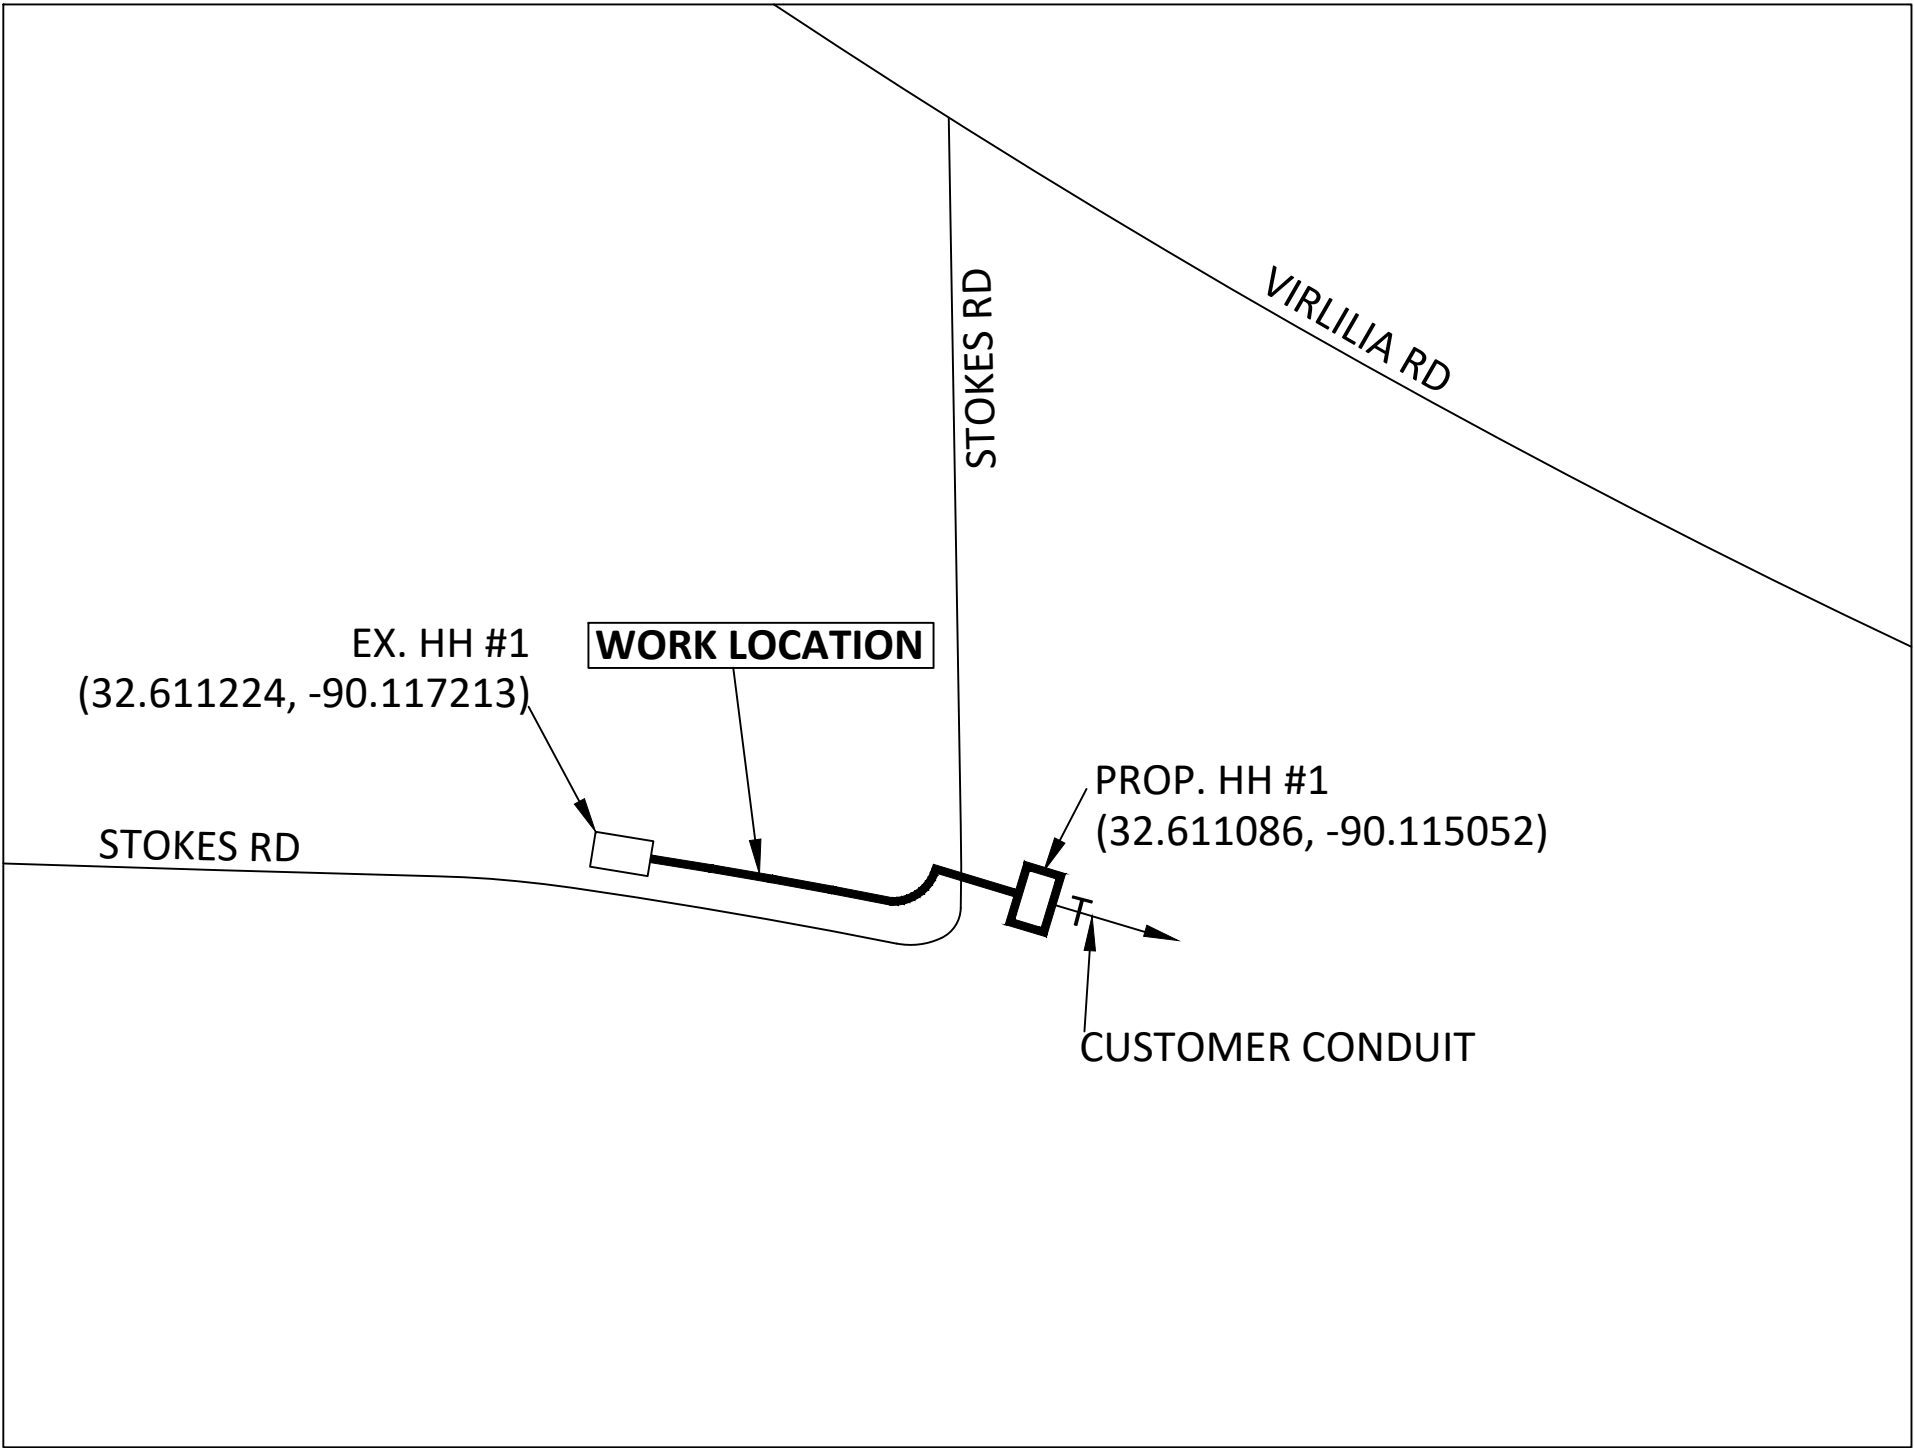 VIRLILIA RD
STOKES RD
EX. HH #1
(32.611224, -90.117213)
WORK LOCATION
PROP. HH #1
(32.611086, -90.115052)
STOKES RD
T
CUSTOMER CONDUIT